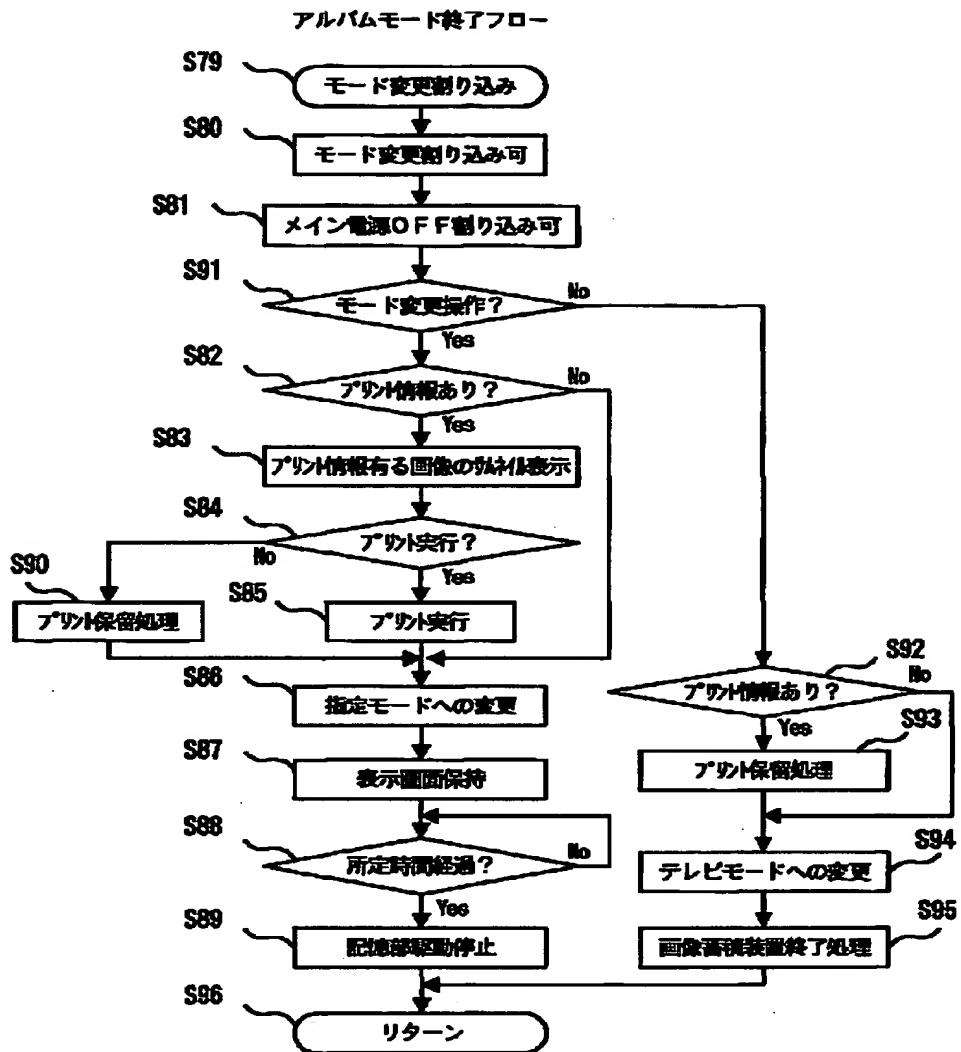 アルバムモード終了フロー
S79
モード変更割り込み
S80
モード変更割り込み可
S81
メイン電源OFF割り込み可
S91
モード変更操作?
No
Yes
S82
プリント情報あり?
No
Yes
S83
プリント情報有る画像のサムネイル表示
S84
プリント実行?
No
Yes
S90
プリント保留処理
S85
プリント実行
S86
指定モードへの変更
S87
表示画面保持
S88
所定時間経過?
No
Yes
S89
記憶部駆動停止
S92
プリント情報あり?
No
Yes
S93
プリント保留処理
S94
テレビモードへの変更
S95
画像蓄積装置終了処理
S96
リターン